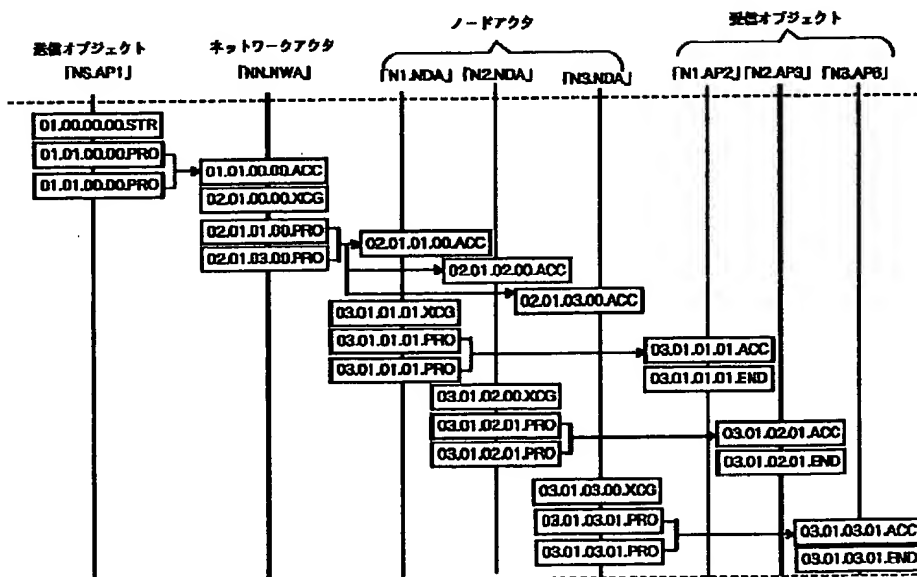 ノードアクタ
受信オブジェクト
送信オブジェクト
ネットワークアクタ
「NS.AP1」
「NN.NWA」
「N1.NDA」
「N2.NDA」
「N3.NDA」
「N1.AP2」
「N2.AP3」
「N3.AP6」
01.00.00.00.STR
01.01.00.00.PRO
01.01.00.00.PRO
01.01.00.00.ACC
02.01.00.00.XCG
02.01.01.00.PRO
02.01.03.00.PRO
02.01.01.00.ACC
02.01.02.00.ACC
02.01.03.00.ACC
03.01.01.01.XCG
03.01.01.01.PRO
03.01.01.01.PRO
03.01.01.01.ACC
03.01.01.01.END
03.01.02.00.XCG
03.01.02.01.PRO
03.01.02.01.PRO
03.01.02.01.ACC
03.01.02.01.END
03.01.03.00.XCG
03.01.03.01.PRO
03.01.03.01.PRO
03.01.03.01.ACC
03.01.03.01.END